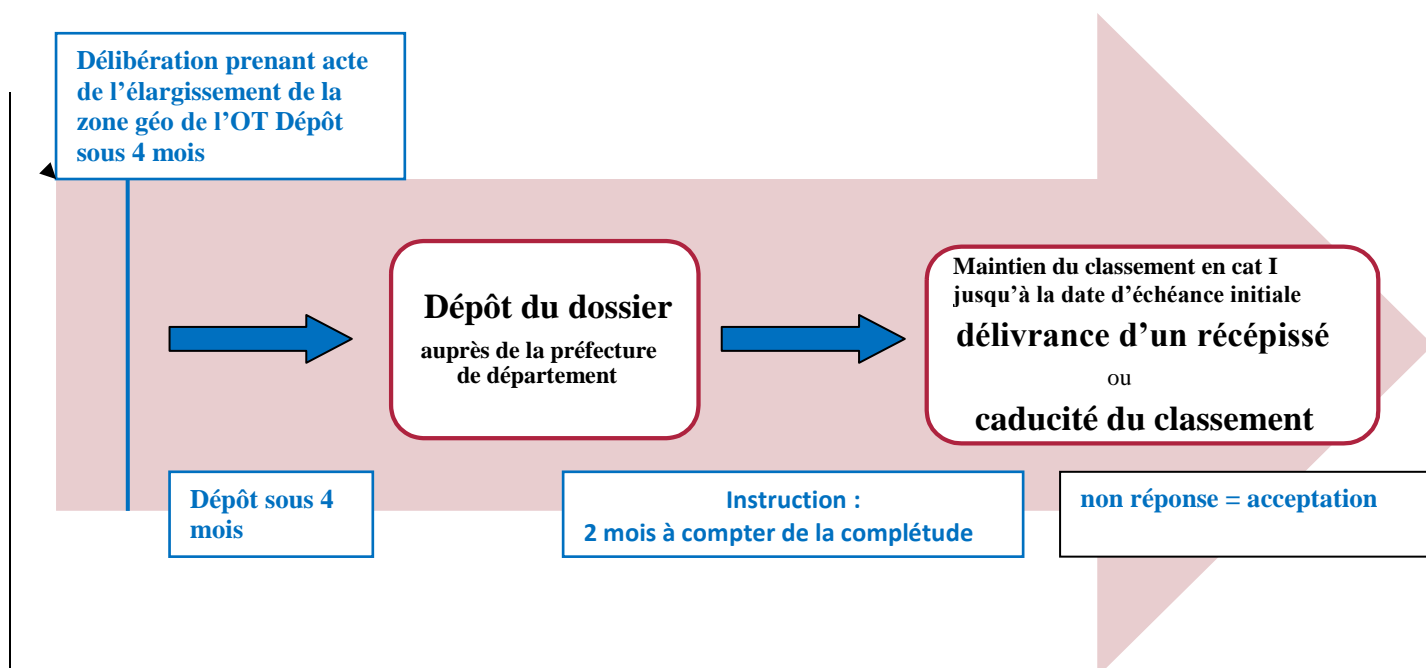 Délibération prenant acte
de l’élargissement de la
zone géo de l’OT Dépôt
sous 4 mois
Dépôt du dossier
auprès de la préfecture
de département
Maintien du classement en cat I
jusqu’à la date d’échéance initiale
délivrance d’un récépissé
ou
caducité du classement
Dépôt sous 4
mois
Instruction :
2 mois à compter de la complétude
non réponse = acceptation